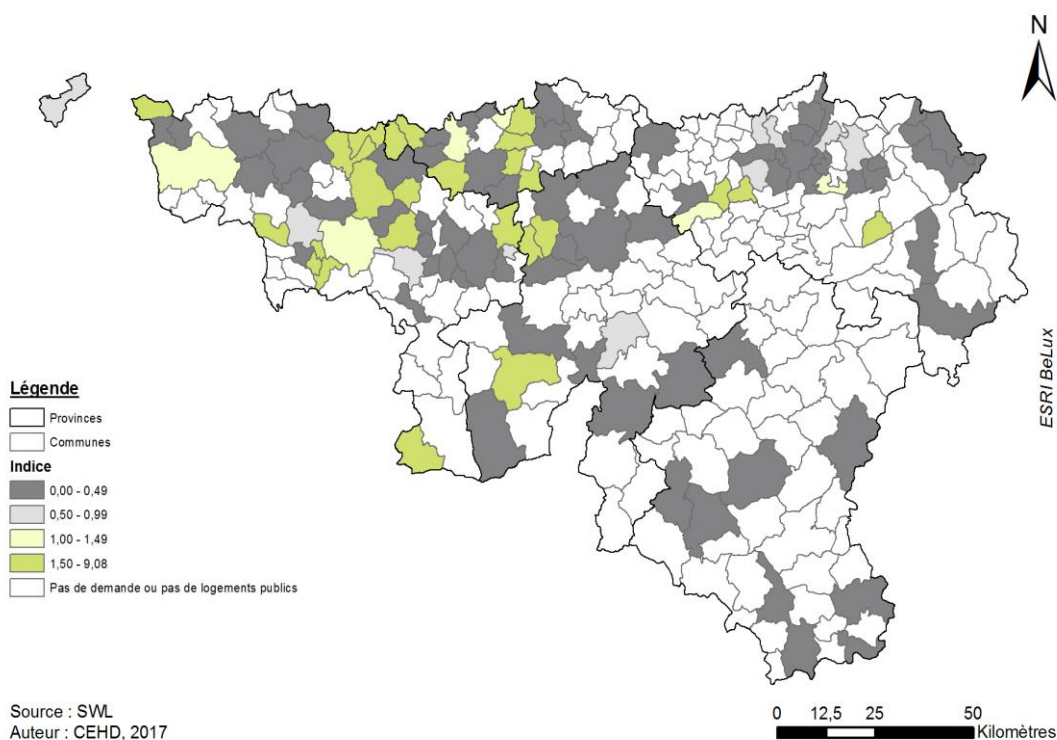 N
ESRI BeLux
Légende
Provinces
Communes
Indice
0,00 - 0,49
0,50 - 0,99
1,00 - 1,49
1,50 - 9,08
Pas de demande ou pas de logements publics
Source : SWL
Auteur : CEHD, 2017
0 12,5 25 50
Kilomètres